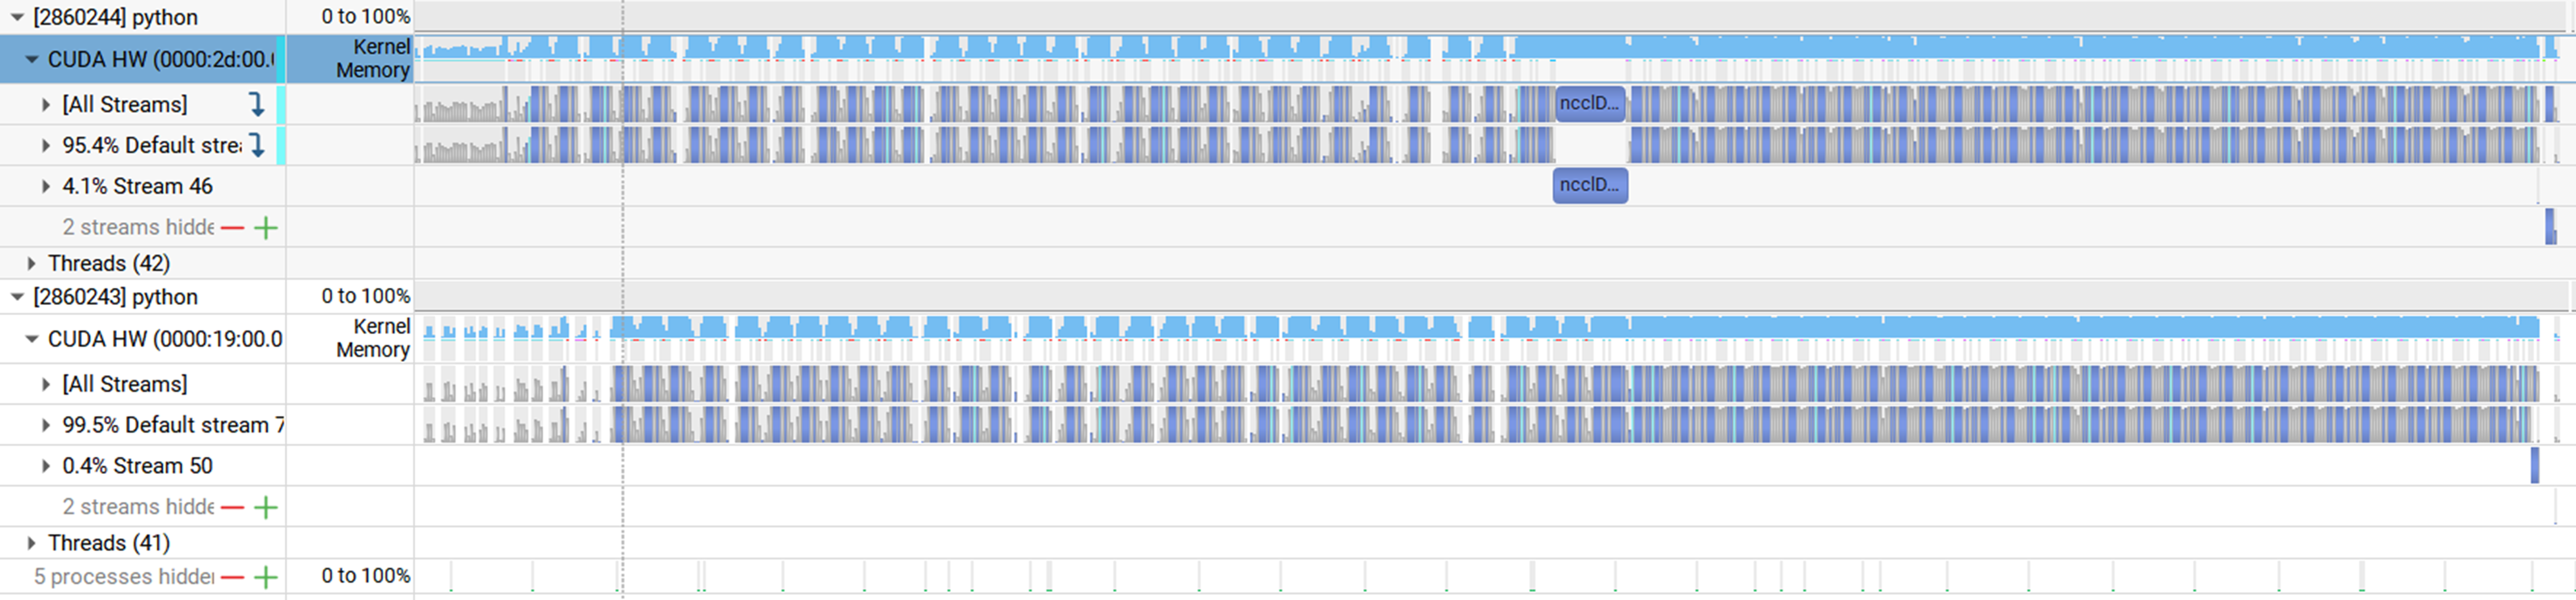 [2860244] python 0 to 100%
CUDA HW (0000:2d:00.0 Kernel
Memory
[All Streams]
ncclD...
95.4% Default strea
4.1% Stream 46
ncclD...
2 streams hidde
Threads (42)
[2860243] python 0 to 100%
CUDA HW (0000:19:00.0 Kernel
Memory
[All Streams]
99.5% Default stream 7
0.4% Stream 50
2 streams hidde
Threads (41)
5 processes hidden 0 to 100%